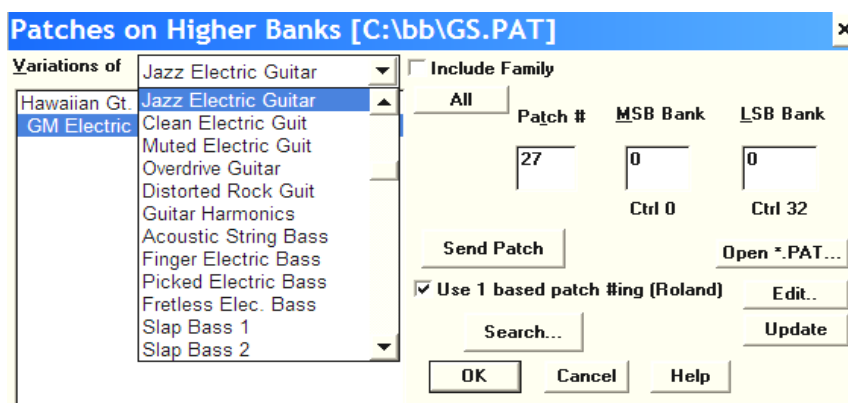 Patches on Higher Banks [C:\bb\GS.PAT]
Variations of
Jazz Electric Guitar
Include Family
Hawaiian Gt.
GM Electric
Jazz Electric Guitar
Clean Electric Guit
Muted Electric Guit
Overdrive Guitar
Distorted Rock Guit
Guitar Harmonics
Acoustic String Bass
Finger Electric Bass
Picked Electric Bass
Fretless Elec. Bass
Slap Bass 1
Slap Bass 2
All
Patch # MSB Bank LSB Bank
27 0 0
Ctrl 0 Ctrl 32
Send Patch
Open *.PAT...
Use 1 based patch #ing (Roland)
Edit..
Search...
Update
OK Cancel Help